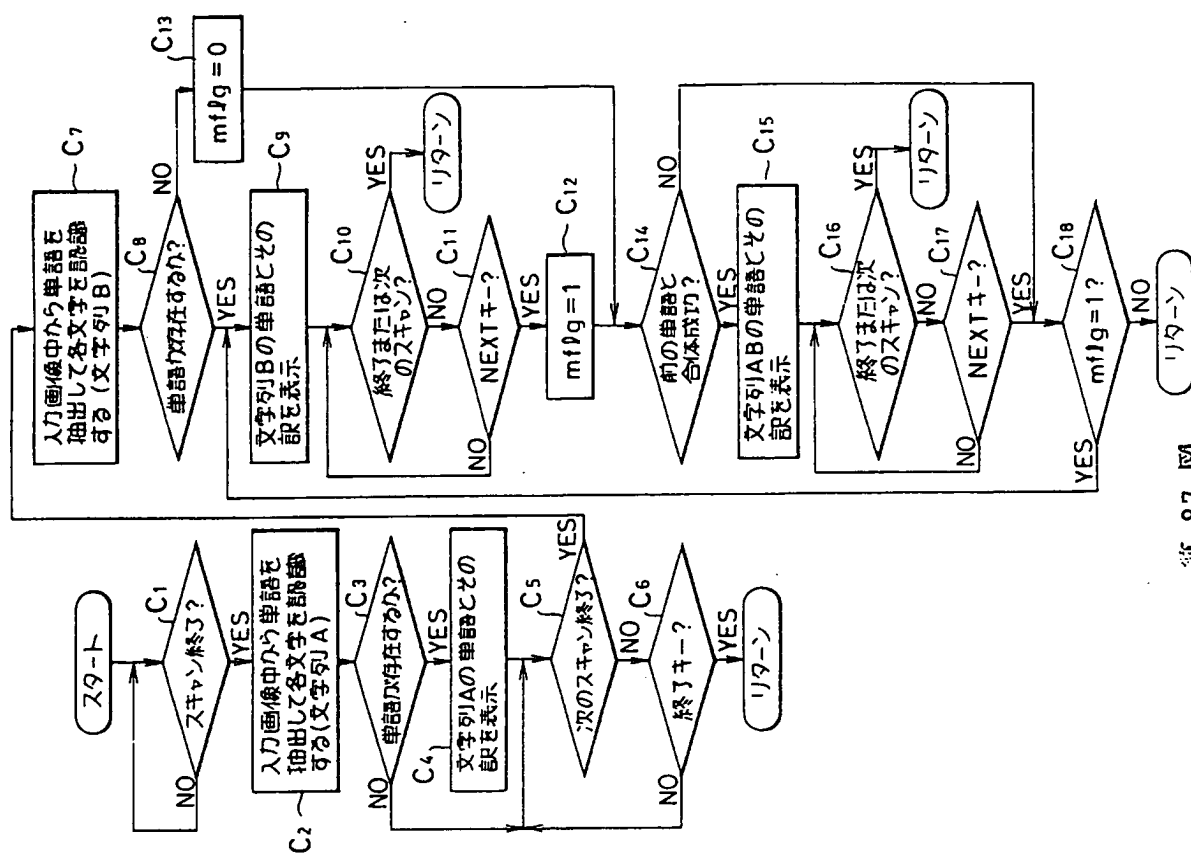 スタート
C1
スキャン終了?
NO
YES
C2
入力画像中から単語を
抽出して各文字を認識
する(文字列A)
C3
単語が存在するか?
NO
YES
C4
文字列Aの単語とその
訳を表示
C5
次のスキャン終了?
YES
NO
C6
終了キー?
NO
YES
リターン
C7
入力画像中から単語を
抽出して各文字を認識
する(文字列B)
C8
単語が存在するか?
NO
YES
C13
mflg=0
C9
文字列Bの単語とその
訳を表示
C10
終了または次
のスキャン?
YES
リターン
NO
C11
NEXTキー?
NO
YES
C12
mflg=1
C14
前の単語と
合体成功?
NO
YES
C15
文字列ABの単語とその
訳を表示
C16
終了または次
のスキャン?
YES
リターン
NO
C17
NEXTキー?
NO
YES
C18
mflg=1?
YES
NO
リターン